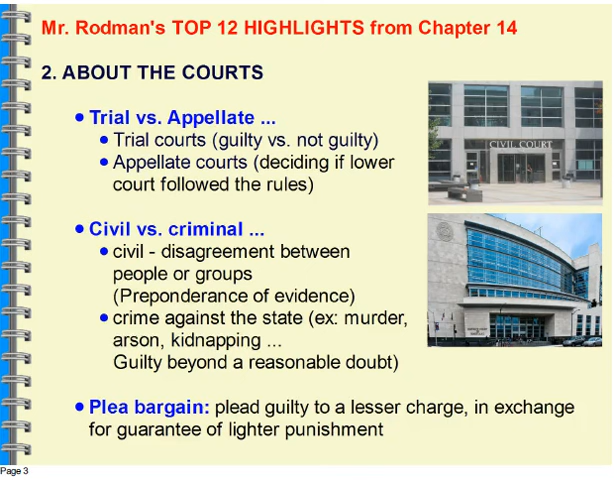 Mr. Rodman's TOP 12 HIGHLIGHTS from Chapter 14
2. ABOUT THE COURTS
• Trial vs. Appellate ...
• Trial courts (guilty vs. not guilty)
• Appellate courts (deciding if lower
court followed the rules)
CIVIL COURT
• Civil vs. criminal ...
• civil - disagreement between
people or groups
(Preponderance of evidence)
• crime against the state (ex: murder,
arson, kidnapping ...
Guilty beyond a reasonable doubt)
• Plea bargain: plead guilty to a lesser charge, in exchange
for guarantee of lighter punishment
Page 3